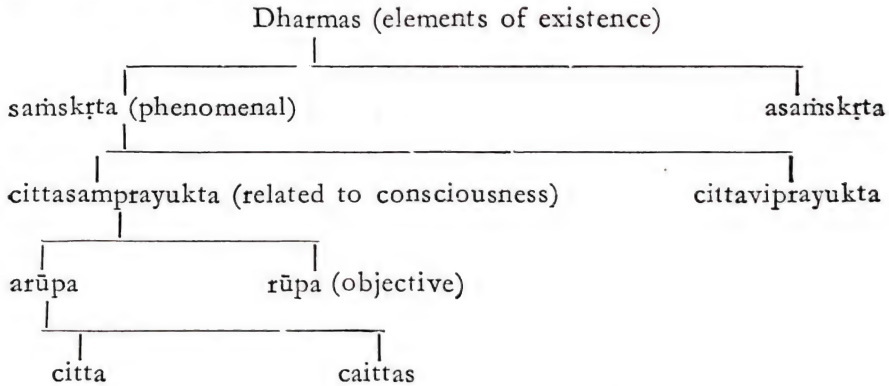 Dharmas (elements of existence)
saṁskṛta (phenomenal) asaṁskṛta
cittasamprayukta (related to consciousness) cittaviprayukta
arūpa rūpa (objective)
citta caittas